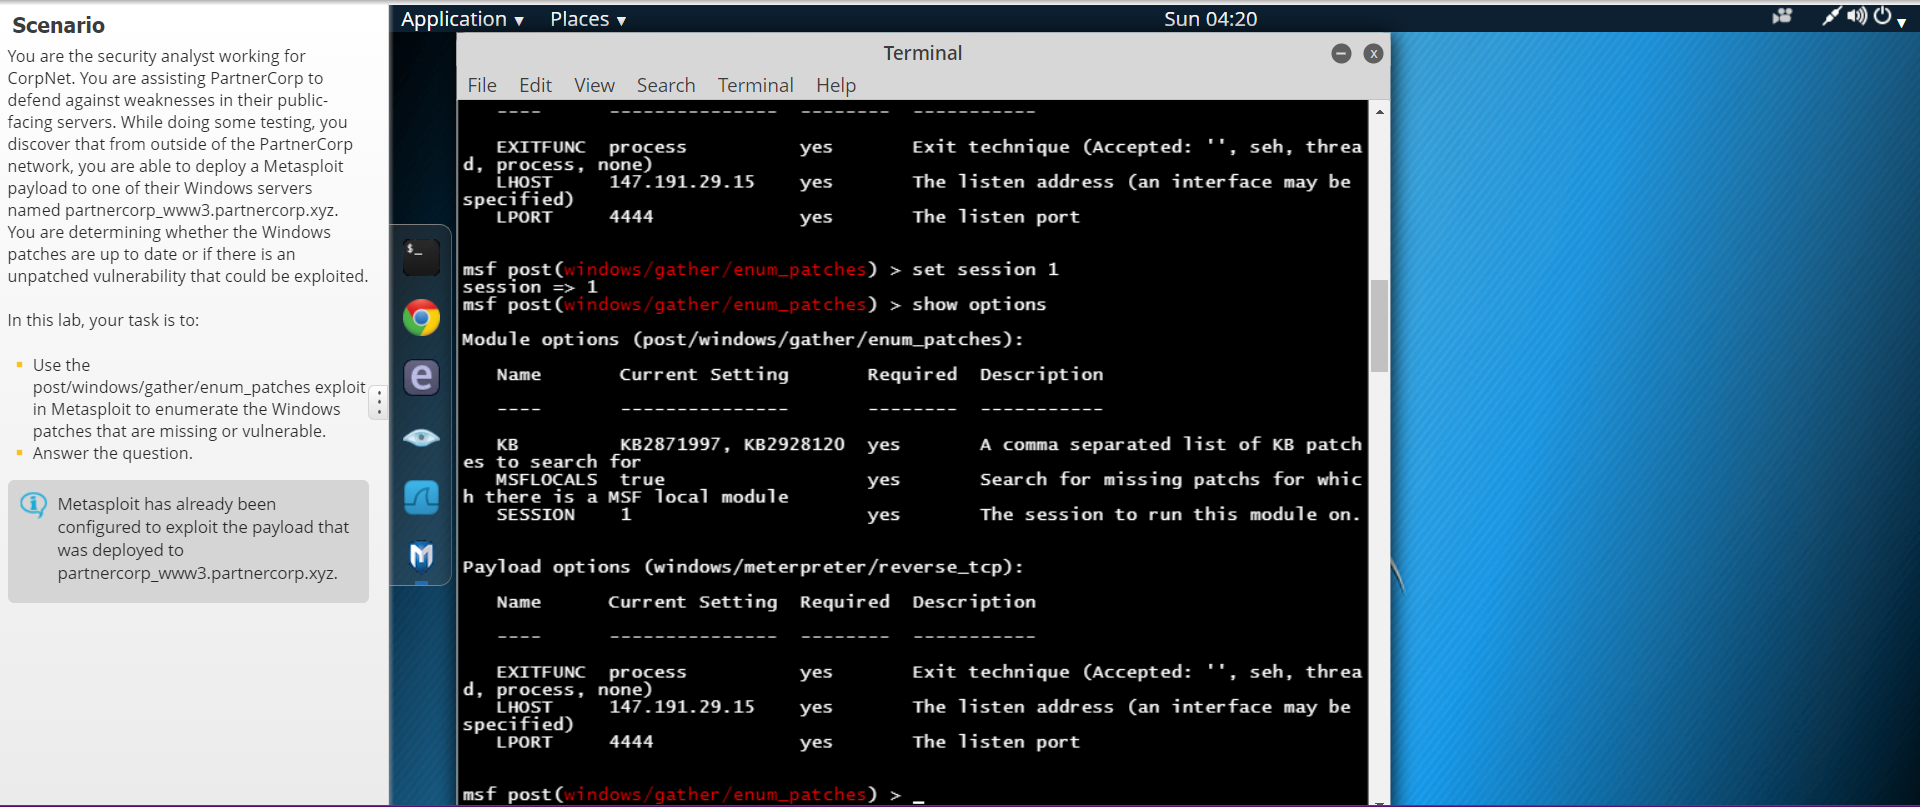 Scenario
You are the security analyst working for
CorpNet. You are assisting PartnerCorp to
defend against weaknesses in their public-
facing servers. While doing some testing, you
discover that from outside of the PartnerCorp
network, you are able to deploy a Metasploit
payload to one of their Windows servers
named partnercorp_www3.partnercorp.xyz.
You are determining whether the Windows
patches are up to date or if there is an
unpatched vulnerability that could be exploited.
In this lab, your task is to:
Use the
post/windows/gather/enum_patches exploit
in Metasploit to enumerate the Windows
patches that are missing or vulnerable.
Answer the question.
Metasploit has already been
configured to exploit the payload that
was deployed to
partnercorp_www3.partnercorp.xyz.
Application ▾ Places ▾ Sun 04:20
Terminal
File Edit View Search Terminal Help
---- --------------- -------- -----------
EXITFUNC process yes Exit technique (Accepted: '', seh, threa
d, process, none)
LHOST 147.191.29.15 yes The listen address (an interface may be
specified)
LPORT 4444 yes The listen port
msf post(windows/gather/enum_patches) > set session 1
session => 1
msf post(windows/gather/enum_patches) > show options
Module options (post/windows/gather/enum_patches):
Name Current Setting Required Description
---- --------------- -------- -----------
KB KB2871997, KB2928120 yes A comma separated list of KB patch
es to search for
MSFLOCALS true yes Search for missing patchs for whic
h there is a MSF local module
SESSION 1 yes The session to run this module on.
Payload options (windows/meterpreter/reverse_tcp):
Name Current Setting Required Description
---- --------------- -------- -----------
EXITFUNC process yes Exit technique (Accepted: '', seh, threa
d, process, none)
LHOST 147.191.29.15 yes The listen address (an interface may be
specified)
LPORT 4444 yes The listen port
msf post(windows/gather/enum_patches) > _